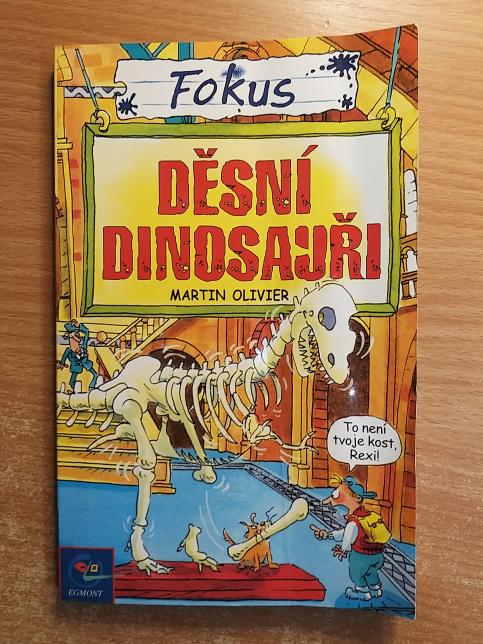 Fokus
DĚSNÍ
DINOSAUŘI
MARTIN OLIVIER
To není
tvoje kost,
Rexi!
EGMONT